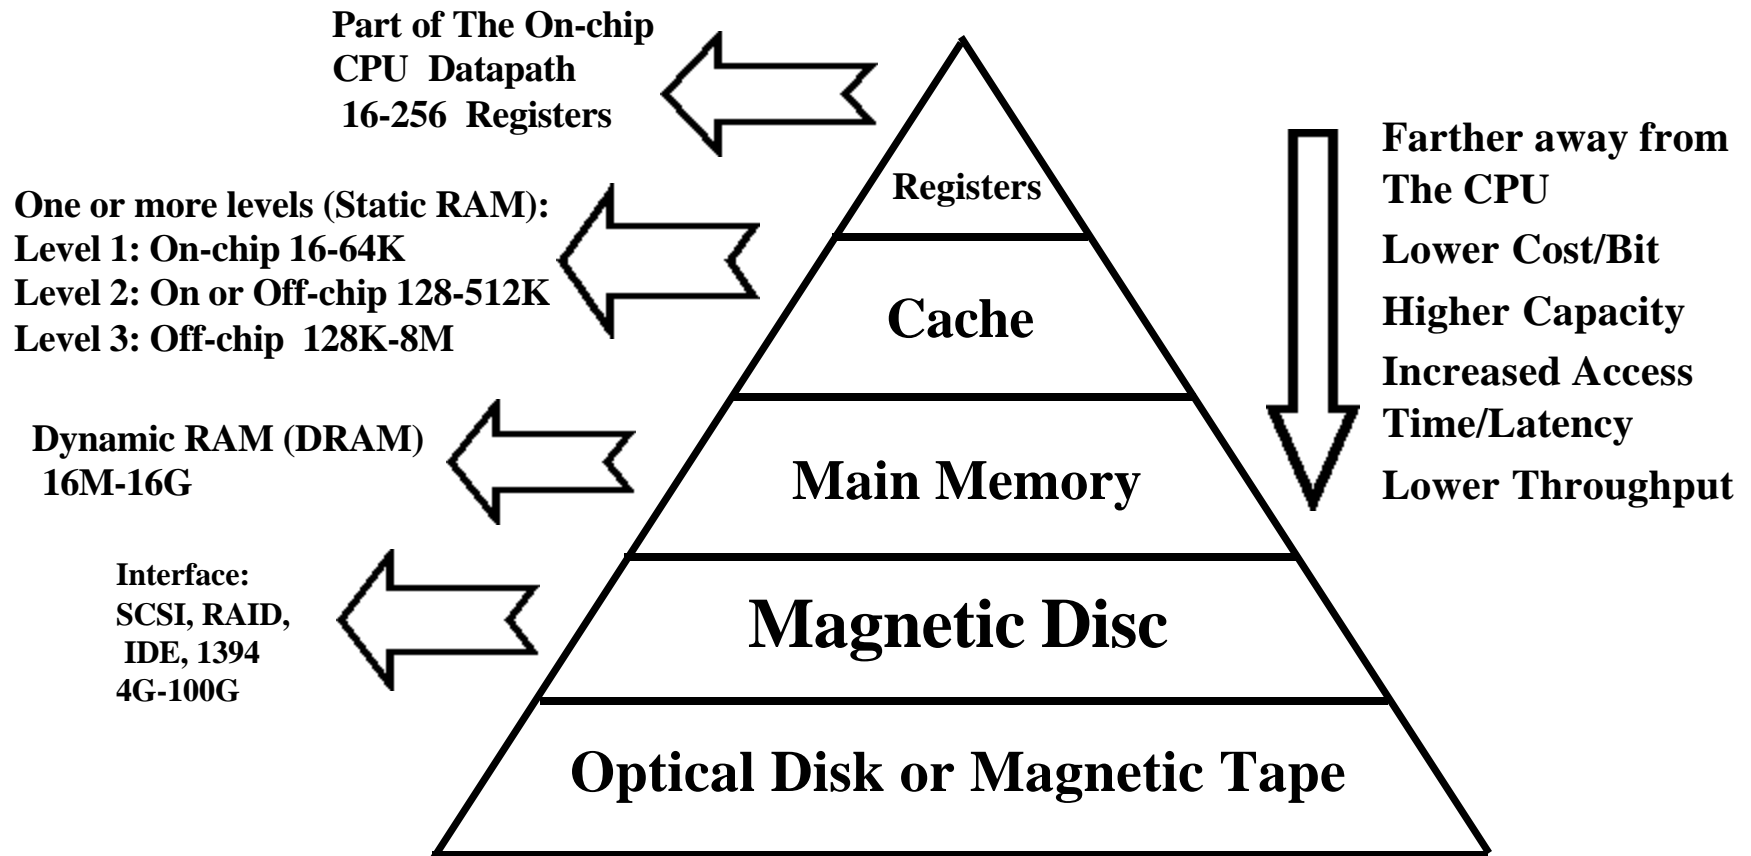 Part of The On-chip
CPU Datapath
16-256 Registers
One or more levels (Static RAM):
Level 1: On-chip 16-64K
Level 2: On or Off-chip 128-512K
Level 3: Off-chip 128K-8M
Dynamic RAM (DRAM)
16M-16G
Interface:
SCSI, RAID,
IDE, 1394
4G-100G
Registers
Cache
Main Memory
Magnetic Disc
Optical Disk or Magnetic Tape
Farther away from
The CPU
Lower Cost/Bit
Higher Capacity
Increased Access
Time/Latency
Lower Throughput